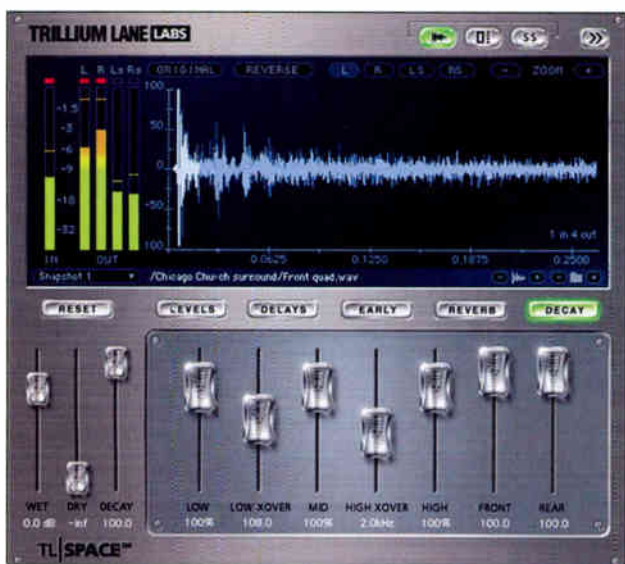 TRILLIUM LANE LABS
SS
L R Ls Rs
ORIGINAL REVERSE L R LS RS - ZOOM +
100
-1.5
-3
50
-6
-9
0
-18
-50
-32
1 in 4 out
-100
IN OUT
0.0625 0.1250 0.1875 0.2500
Snapshot 1 /Chicago Church surround/Front quad.wav
RESET LEVELS DELAYS EARLY REVERB DECAY
WET DRY DECAY LOW LOW XOVER MID HIGH XOVER HIGH FRONT REAR
0.0 dB -inf 100.0 100% 100.0 100% 2.0kHz 100% 100.0 100.0
TL SPACE™